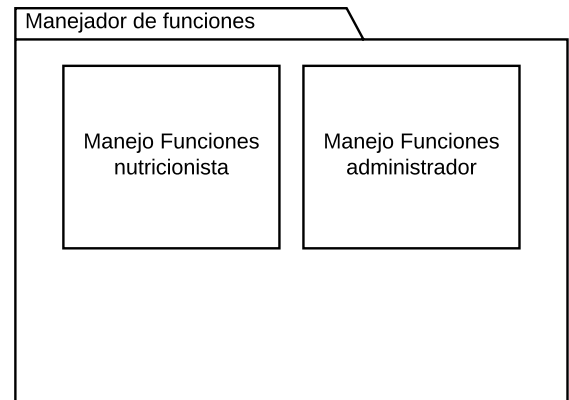 Manejador de funciones
Manejo Funciones
nutricionista
Manejo Funciones
administrador